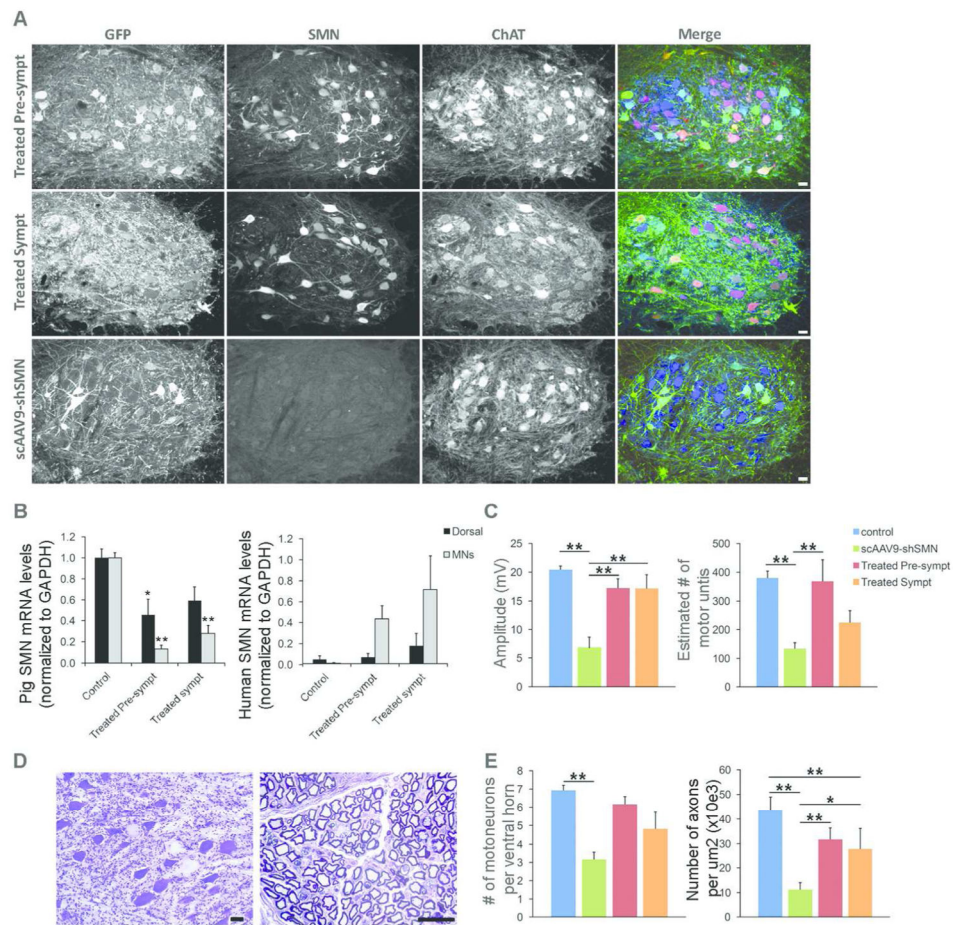 A
GFP
SMN
ChAT
Merge
Treated Pre-sympt
Treated Sympt
scAAV9-shSMN
B
Pig SMN mRNA levels
(normalized to GAPDH)
1.2
1.0
0.8
0.6
0.4
0.2
0.0
*
**
**
Control
Treated Pre-sympt
Treated sympt
Human SMN mRNA levels
(normalized to GAPDH)
1.2
1.0
0.8
0.6
0.4
0.2
0.0
Dorsal
MNs
Control
Treated Pre-sympt
Treated Sympt
C
Amplitude (mV)
25
20
15
10
5
0
**
**
**
Estimated # of
motor untis
400
300
200
100
0
**
**
control
scAAV9-shSMN
Treated Pre-sympt
Treated Sympt
D
E
# of motoneurons
per ventral horn
8
7
6
5
4
3
2
1
0
**
Number of axons
per um2 (x10e3)
60
50
40
30
20
10
0
**
**
*
**